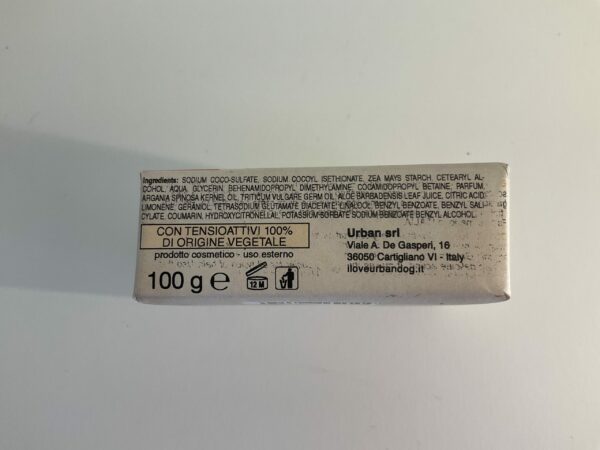 Ingredients: SODIUM COCO-SULFATE, SODIUM COCOYL ISETHIONATE, ZEA MAYS STARCH, CETEARYL AL-
COHOL, AQUA, GLYCERIN, BEHENAMIDOPROPYL DIMETHYLAMINE, COCAMIDOPROPYL BETAINE, PARFUM,
ARGANIA SPINOSA KERNEL OIL, TRITICUM VULGARE GERM OIL, ALOE BARBADENSIS LEAF JUICE, CITRIC ACID,
LIMONENE, GERANIOL, TETRASODIUM GLUTAMATE DIACETATE, LINALOOL, BENZYL BENZOATE, BENZYL SALI-
CYLATE, COUMARIN, HYDROXYCITRONELLAL, POTASSIUM SORBATE, SODIUM BENZOATE, BENZYL ALCOHOL.
CON TENSIOATTIVI 100%
DI ORIGINE VEGETALE
prodotto cosmetico - uso esterno
100 g e
12 M
Urban srl
Viale A. De Gasperi, 16
36050 Cartigliano VI - Italy
iloveurbandog.it